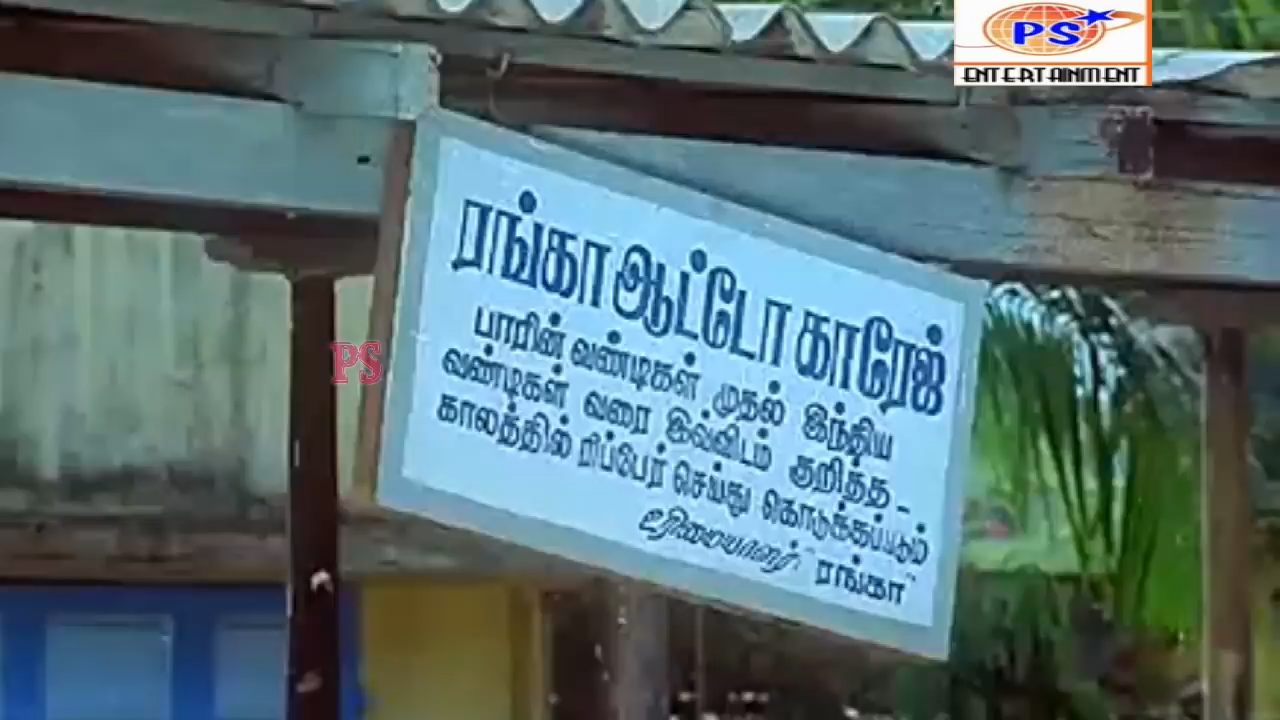 PS
ENTERTAINMENT
ரங்கா ஆட்டோ காரேஜ்
பாறின் வண்டிகள் முதல் இந்திய
வண்டிகள் வரை இவ்விடம் குறித்த-
காலத்தில் ரிப்பேர் செய்து கொடுக்கப்படும்
உரிமையாளர் "ரங்கா"
PS